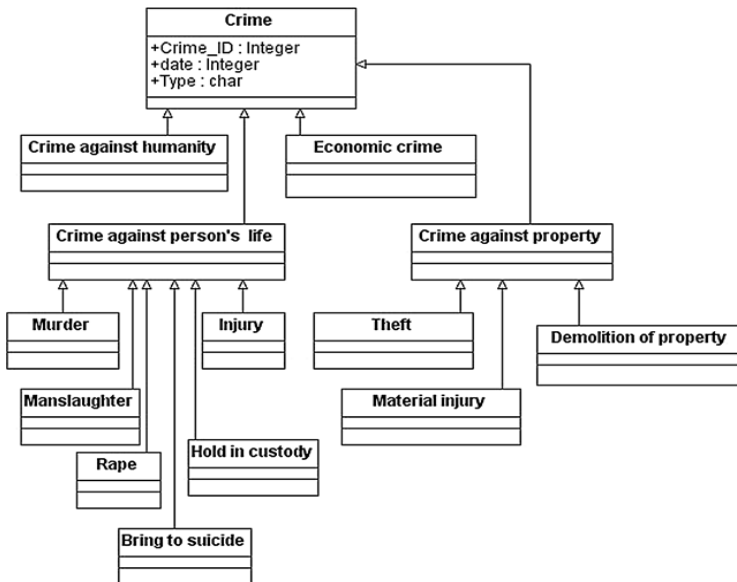 Crime
+Crime_ID : Integer
+date : Integer
+Type : char
Crime against humanity
Economic crime
Crime against person's life
Crime against property
Murder
Injury
Theft
Demolition of property
Manslaughter
Material injury
Rape
Hold in custody
Bring to suicide